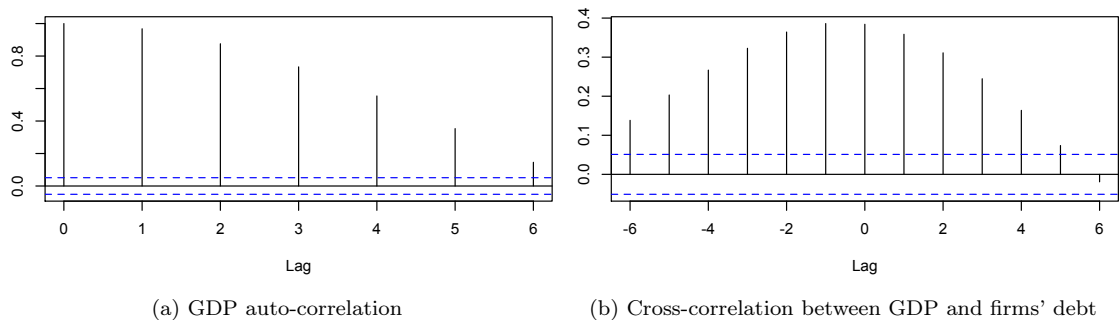 0.0 0.4 0.8
0 1 2 3 4 5 6
Lag
(a) GDP auto-correlation
0.0 0.1 0.2 0.3 0.4
-6 -4 -2 0 2 4 6
Lag
(b) Cross-correlation between GDP and firms' debt